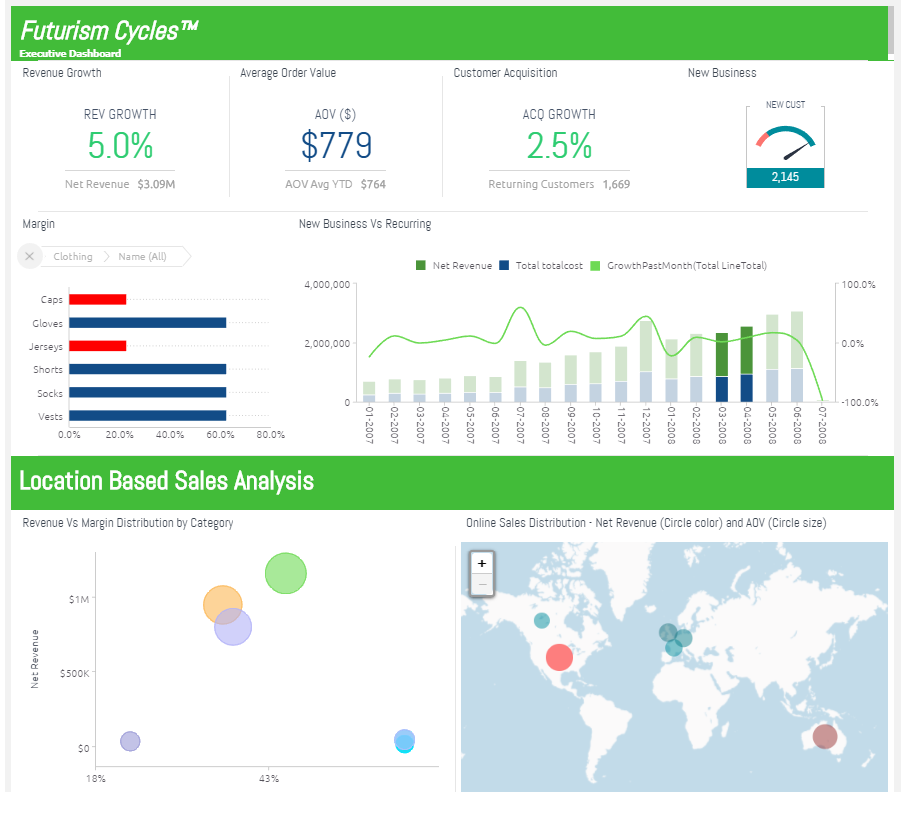 Futurism Cycles™
Executive Dashboard
Revenue Growth
Average Order Value
Customer Acquisition
New Business
REV GROWTH
5.0%
Net Revenue $3.09M
AOV ($)
$779
AOV Avg YTD $764
ACQ GROWTH
2.5%
Returning Customers 1,669
NEW CUST
2,145
Margin
× Clothing Name (All)
Caps
Gloves
Jerseys
Shorts
Socks
Vests
0.0% 20.0% 40.0% 60.0% 80.0%
New Business Vs Recurring
Net Revenue Total totalcost GrowthPastMonth(Total LineTotal)
4,000,000
2,000,000
0
100.0%
0.0%
-100.0%
01-2007
02-2007
03-2007
04-2007
05-2007
06-2007
07-2007
08-2007
09-2007
10-2007
11-2007
12-2007
01-2008
02-2008
03-2008
04-2008
05-2008
06-2008
07-2008
Location Based Sales Analysis
Revenue Vs Margin Distribution by Category
Net Revenue
$1M
$500K
$0
18% 43%
Online Sales Distribution - Net Revenue (Circle color) and AOV (Circle size)
+
−